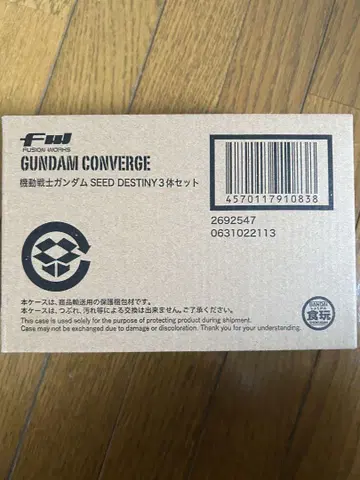 FW
FUSION WORKS
GUNDAM CONVERGE
機動戦士ガンダム SEED DESTINY 3体セット
4570117910838
2692547
0631022113
本ケースは、商品輸送用の保護梱包材です。
本ケースは、つぶれ、汚れ等による交換は出来ません。ご了承ください。
This case is used solely for the purpose of protecting product during shipment.
Case may not be exchanged due to damage or discoloration. Thank you for your understanding.
BANDAI
食玩